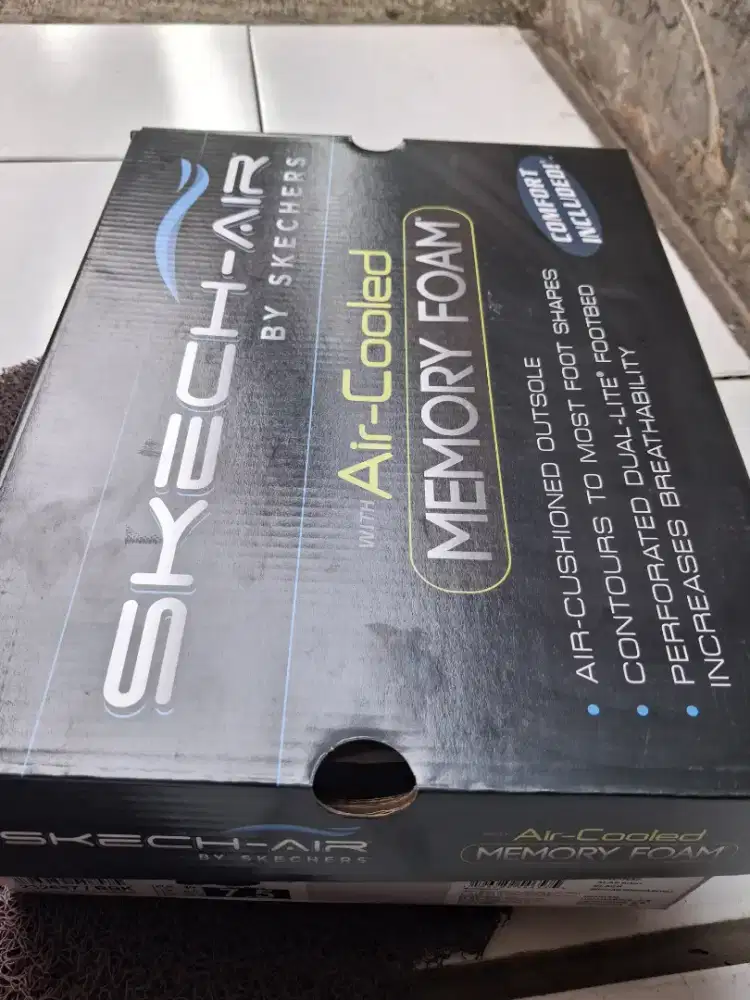 SKECH-AIR
BY SKECHERS
WITH Air-Cooled
MEMORY FOAM
COMFORT
INCLUDED!
• AIR-CUSHIONED OUTSOLE
• CONTOURS TO MOST FOOT SHAPES
• PERFORATED DUAL-LITE® FOOTBED
INCREASES BREATHABILITY
SKECH-AIR
BY SKECHERS
Air-Cooled
MEMORY FOAM